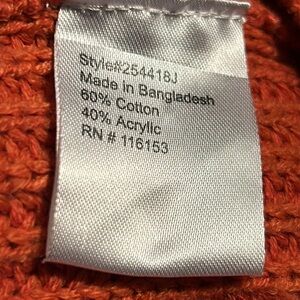 Style#254418J
Made in Bangladesh
60% Cotton
40% Acrylic
RN # 116153